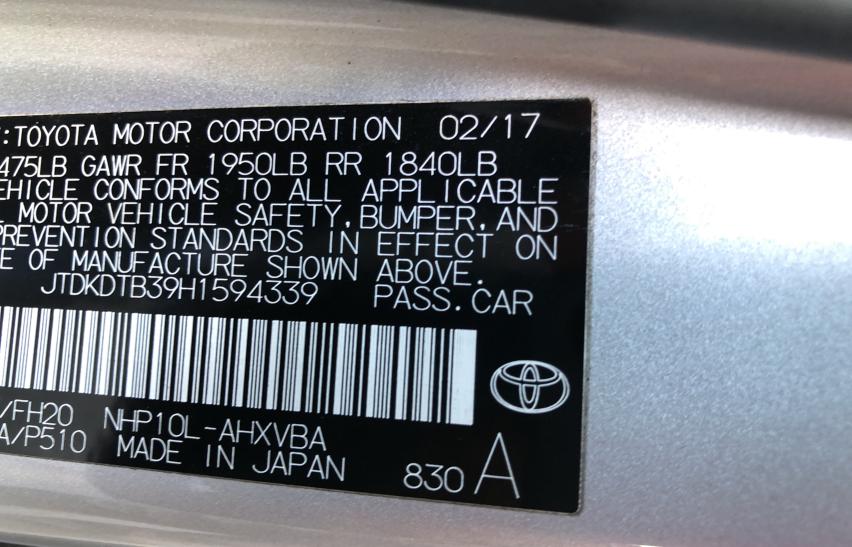 :TOYOTA MOTOR CORPORATION 02/17
475LB GAWR FR 1950LB RR 1840LB
EHICLE CONFORMS TO ALL APPLICABLE
L MOTOR VEHICLE SAFETY, BUMPER, AND
PREVENTION STANDARDS IN EFFECT ON
E OF MANUFACTURE SHOWN ABOVE.
JTDKDTB39H1594339 PASS.CAR
/FH20 NHP10L-AHXVBA
A/P510 MADE IN JAPAN 830 A